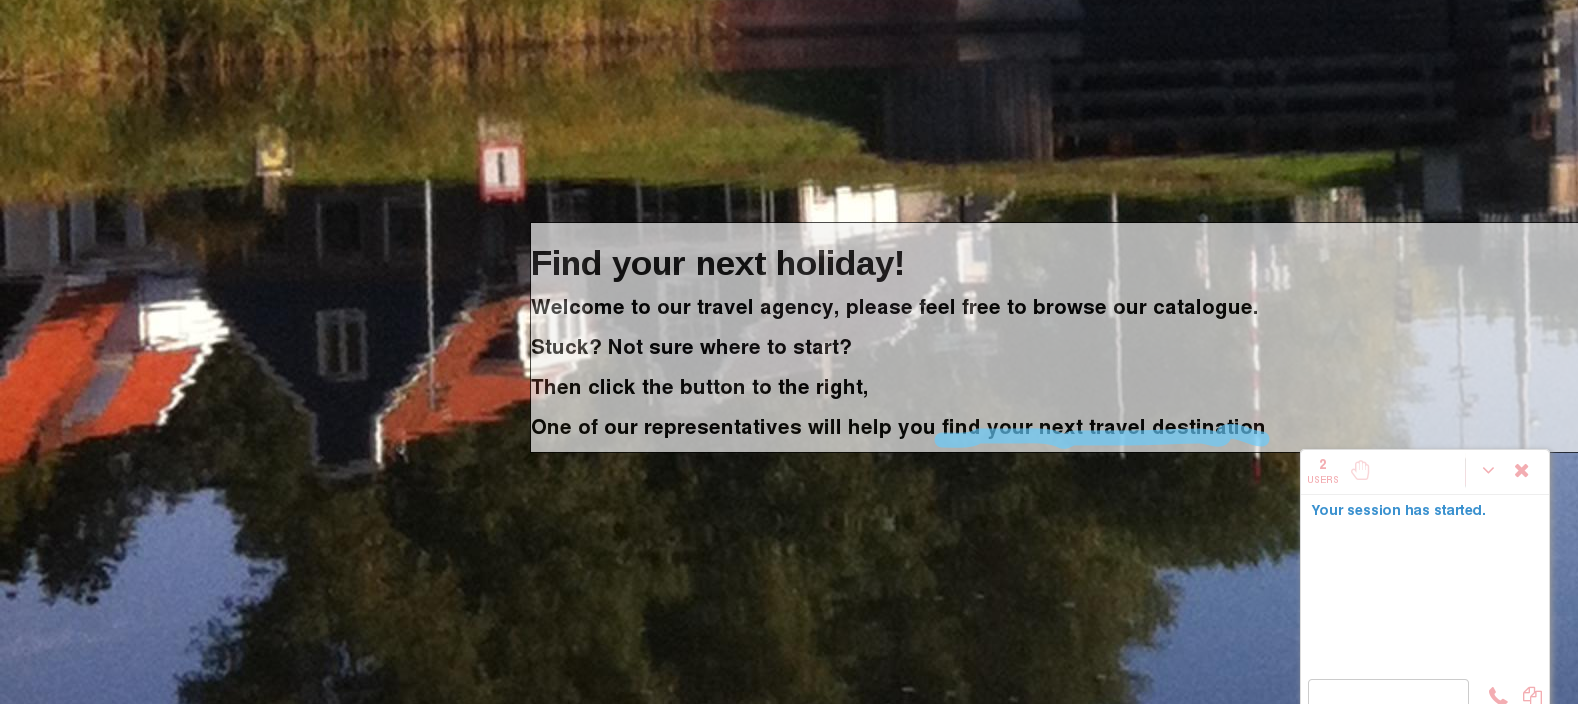 Find your next holiday!
Welcome to our travel agency, please feel free to browse our catalogue.
Stuck? Not sure where to start?
Then click the button to the right,
One of our representatives will help you find your next travel destination
2
USERS
Your session has started.